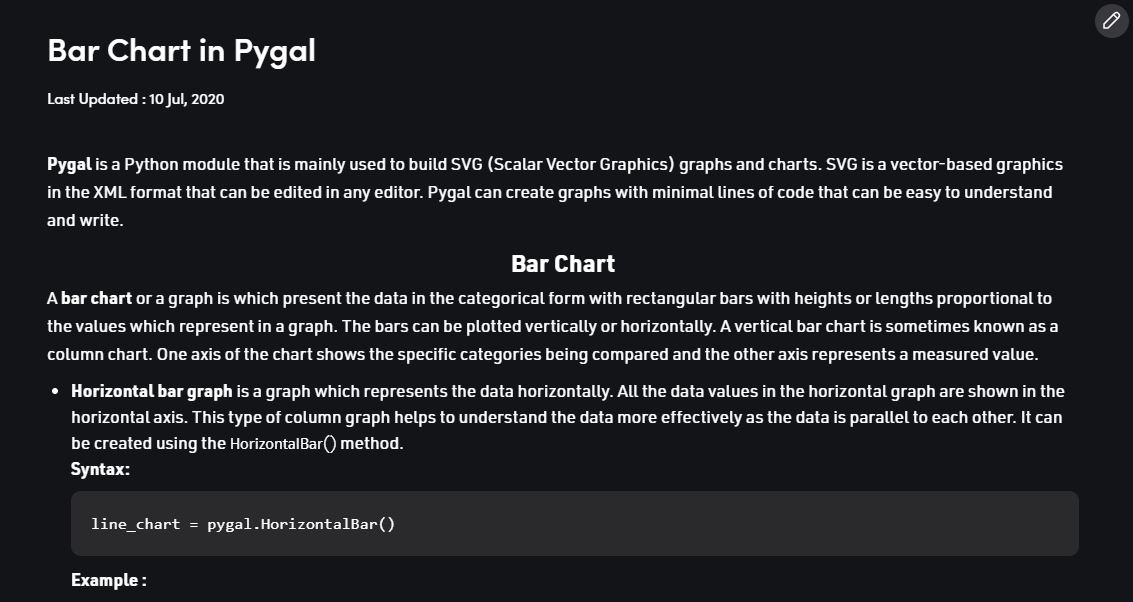 Bar Chart in Pygal
Last Updated : 10 Jul, 2020
Pygal is a Python module that is mainly used to build SVG (Scalar Vector Graphics) graphs and charts. SVG is a vector-based graphics
in the XML format that can be edited in any editor. Pygal can create graphs with minimal lines of code that can be easy to understand
and write.
Bar Chart
A bar chart or a graph is which present the data in the categorical form with rectangular bars with heights or lengths proportional to
the values which represent in a graph. The bars can be plotted vertically or horizontally. A vertical bar chart is sometimes known as a
column chart. One axis of the chart shows the specific categories being compared and the other axis represents a measured value.
• Horizontal bar graph is a graph which represents the data horizontally. All the data values in the horizontal graph are shown in the
horizontal axis. This type of column graph helps to understand the data more effectively as the data is parallel to each other. It can
be created using the HorizontalBar() method.
Syntax:
line_chart = pygal.HorizontalBar()
Example :